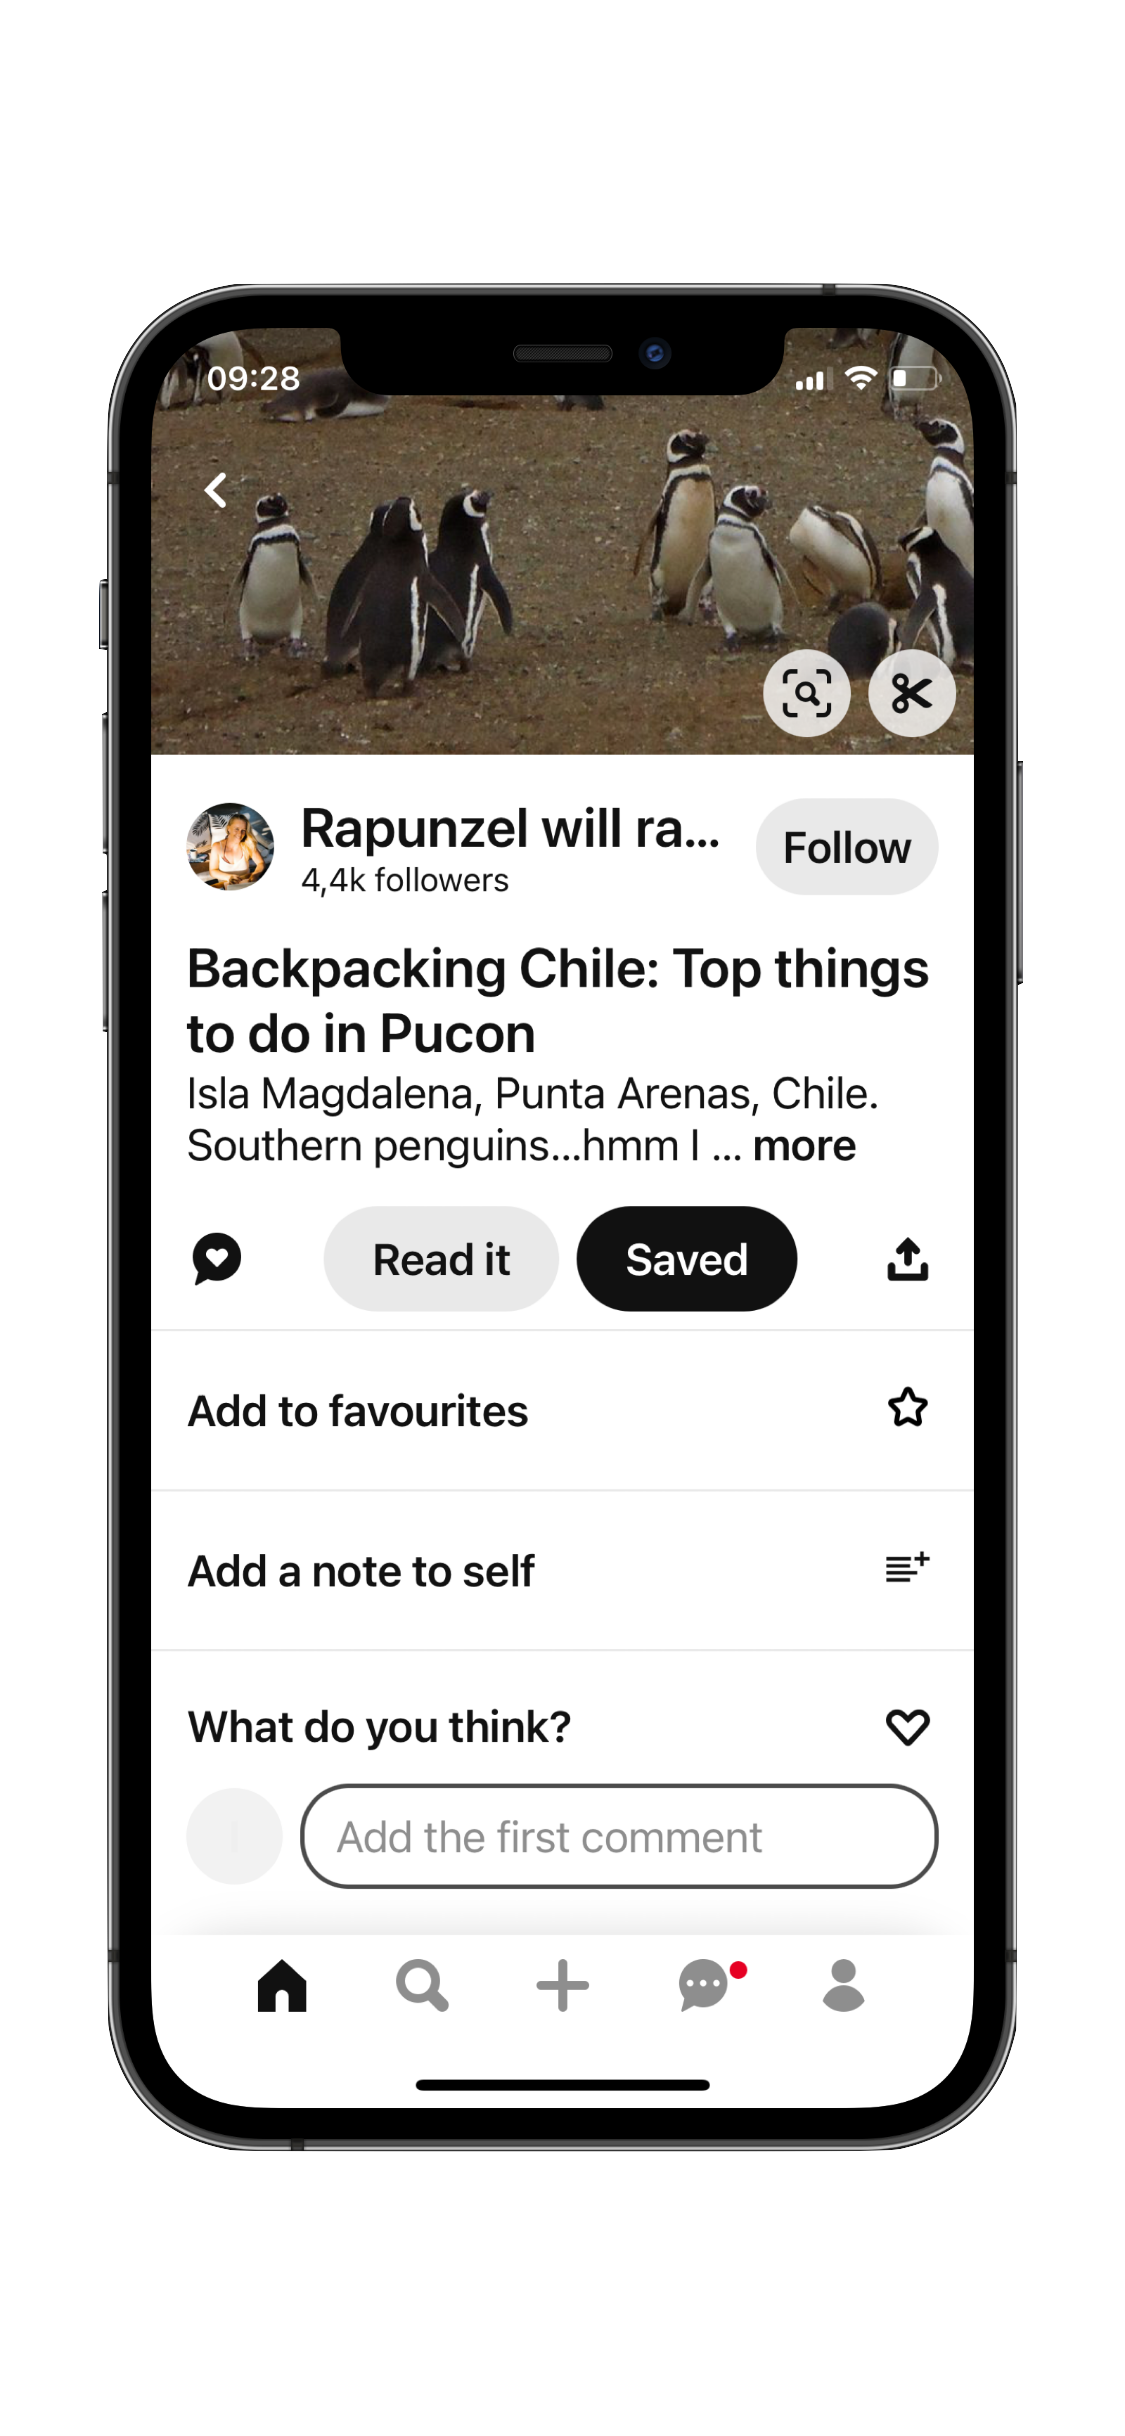 09:28
Rapunzel will ra...
4,4k followers
Follow
Backpacking Chile: Top things
to do in Pucon
Isla Magdalena, Punta Arenas, Chile.
Southern penguins...hmm I ... more
Read it
Saved
Add to favourites
Add a note to self
What do you think?
Add the first comment